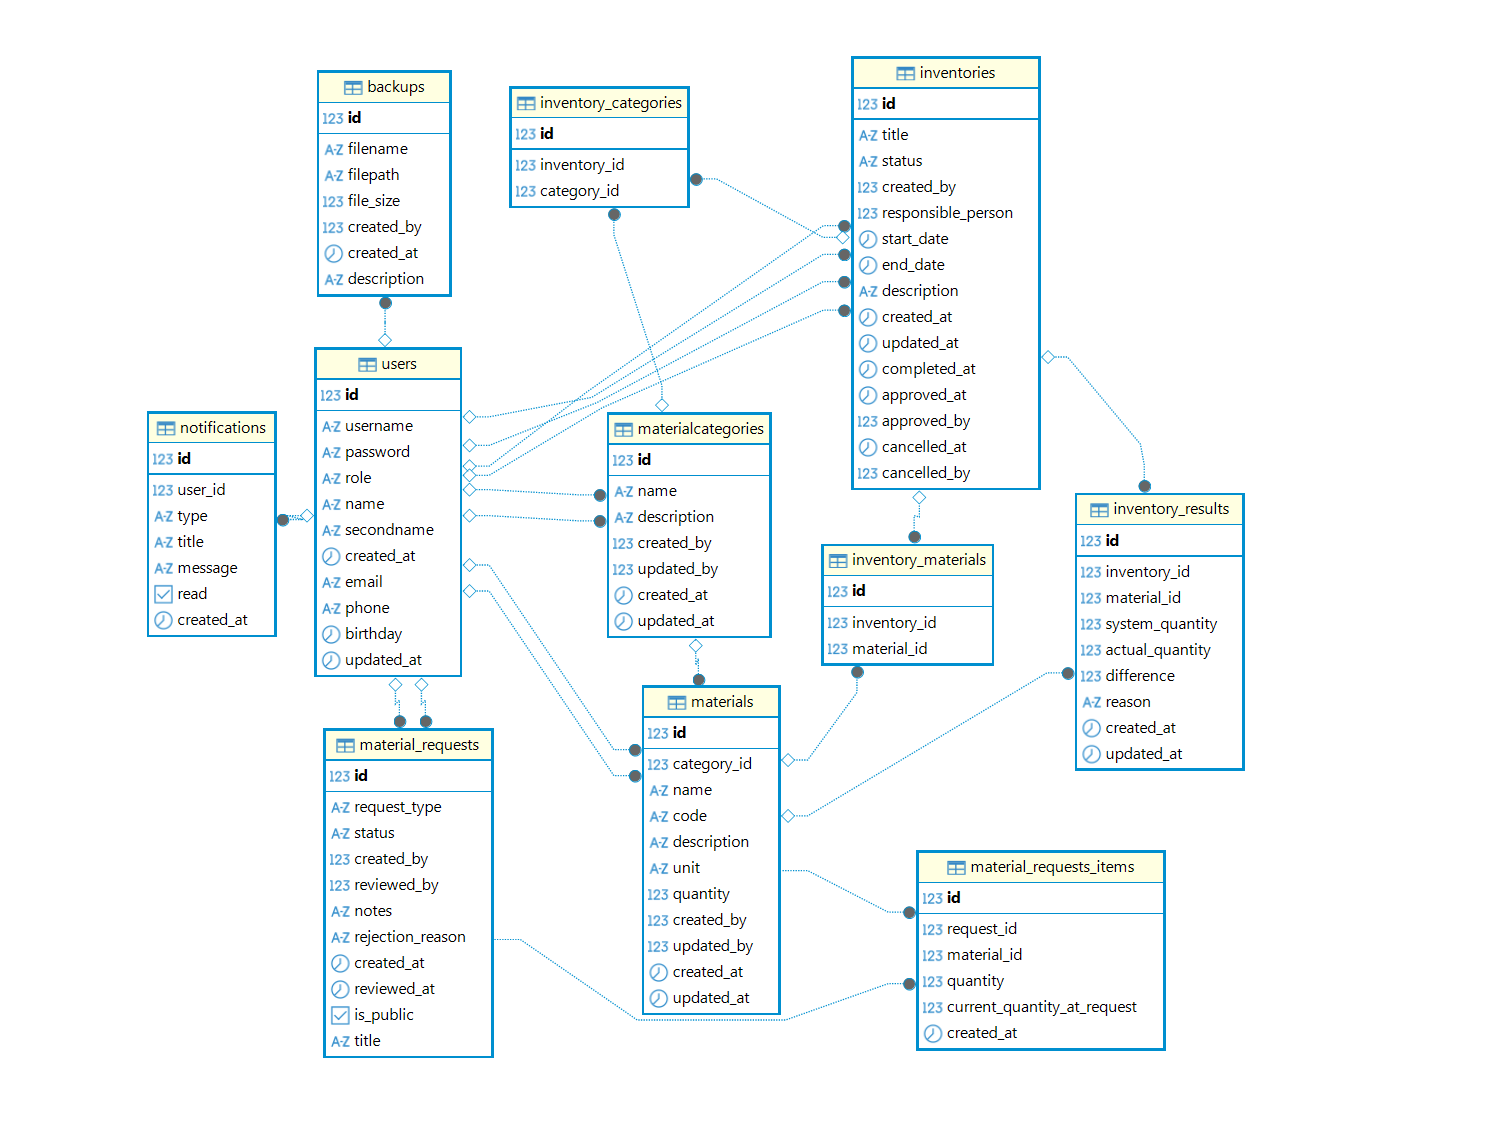 backups
123 id
A-Z filename
A-Z filepath
123 file_size
123 created_by
created_at
A-Z description
inventory_categories
123 id
123 inventory_id
123 category_id
inventories
123 id
A-Z title
A-Z status
123 created_by
123 responsible_person
start_date
end_date
A-Z description
created_at
updated_at
completed_at
approved_at
123 approved_by
cancelled_at
123 cancelled_by
users
123 id
A-Z username
A-Z password
A-Z role
A-Z name
A-Z secondname
created_at
A-Z email
A-Z phone
birthday
updated_at
notifications
123 id
123 user_id
A-Z type
A-Z title
A-Z message
read
created_at
materialcategories
123 id
A-Z name
A-Z description
123 created_by
123 updated_by
created_at
updated_at
inventory_materials
123 id
123 inventory_id
123 material_id
inventory_results
123 id
123 inventory_id
123 material_id
123 system_quantity
123 actual_quantity
123 difference
A-Z reason
created_at
updated_at
material_requests
123 id
A-Z request_type
A-Z status
123 created_by
123 reviewed_by
A-Z notes
A-Z rejection_reason
created_at
reviewed_at
is_public
A-Z title
materials
123 id
123 category_id
A-Z name
A-Z code
A-Z description
A-Z unit
123 quantity
123 created_by
123 updated_by
created_at
updated_at
material_requests_items
123 id
123 request_id
123 material_id
123 quantity
123 current_quantity_at_request
created_at